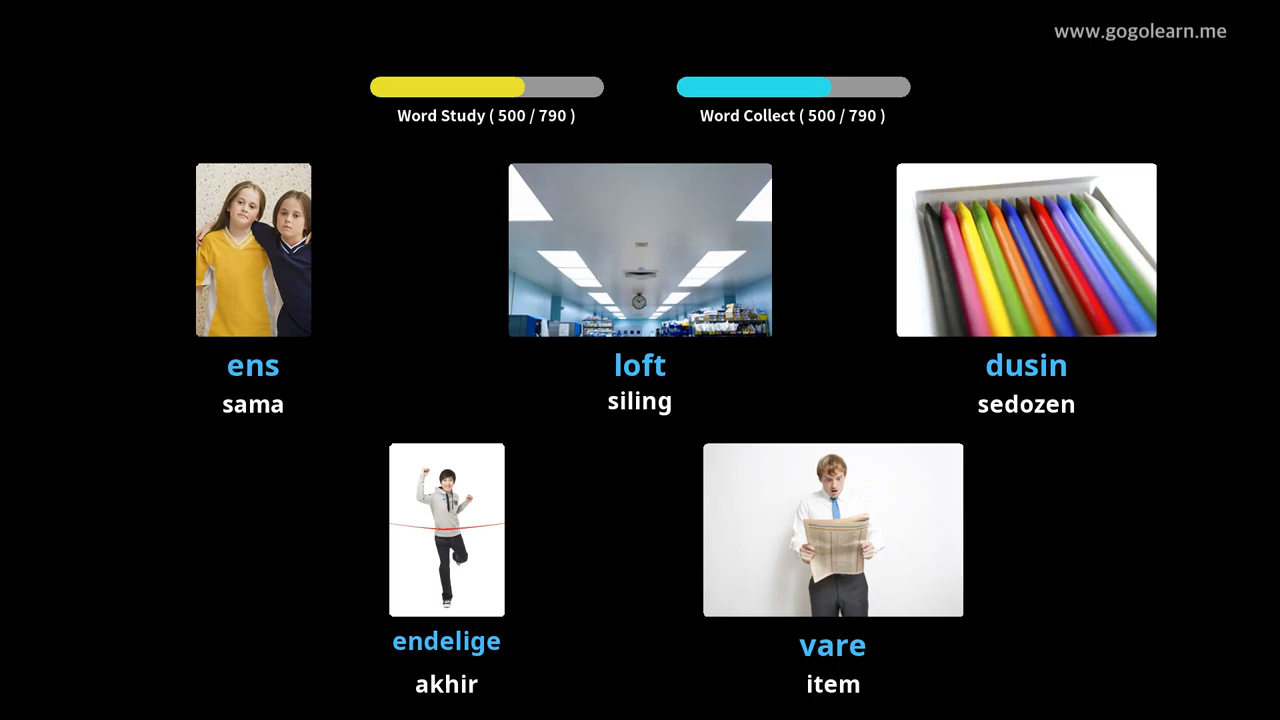 www.gogolearn.me
Word Study ( 500 / 790 )
Word Collect ( 500 / 790 )
ens
sama
loft
siling
dusin
sedozen
endelige
akhir
vare
item